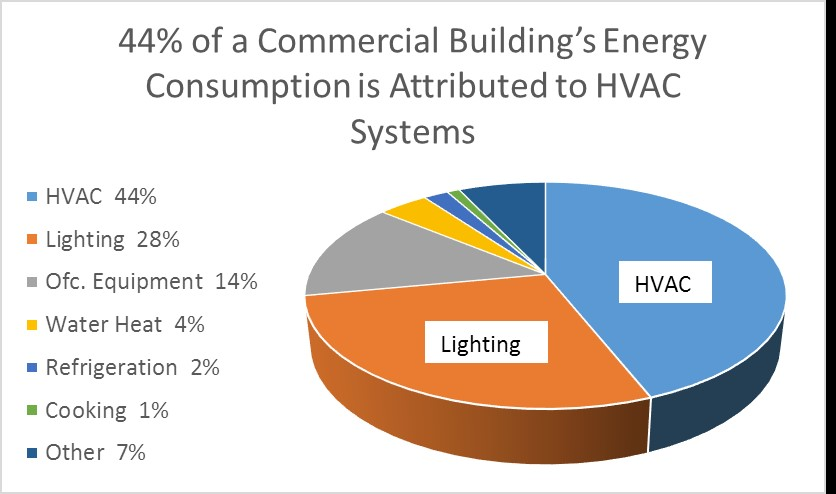 44% of a Commercial Building’s Energy
Consumption is Attributed to HVAC
Systems
HVAC 44%
Lighting 28%
Ofc. Equipment 14%
Water Heat 4%
Refrigeration 2%
Cooking 1%
Other 7%
HVAC
Lighting